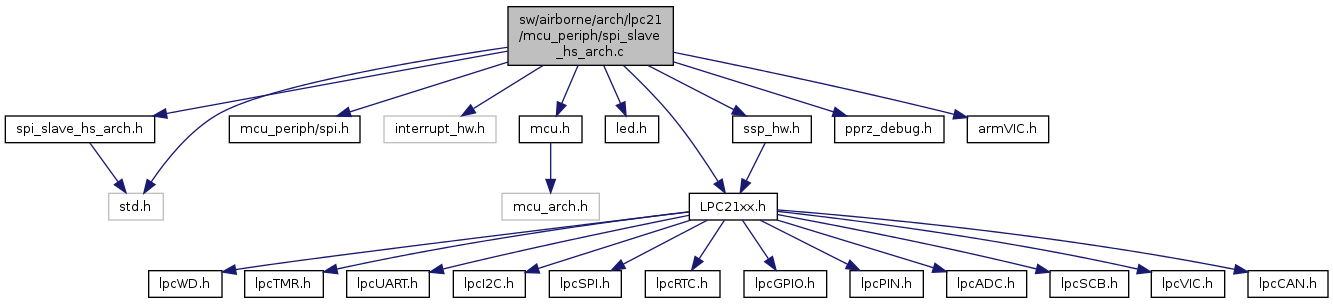 sw/airborne/arch/lpc21
/mcu_periph/spi_slave
_hs_arch.c
spi_slave_hs_arch.h
mcu_periph/spi.h
interrupt_hw.h
mcu.h
led.h
ssp_hw.h
pprz_debug.h
armVIC.h
std.h
mcu_arch.h
LPC21xx.h
lpcWD.h
lpcTMR.h
lpcUART.h
lpcI2C.h
lpcSPI.h
lpcRTC.h
lpcGPIO.h
lpcPIN.h
lpcADC.h
lpcSCB.h
lpcVIC.h
lpcCAN.h